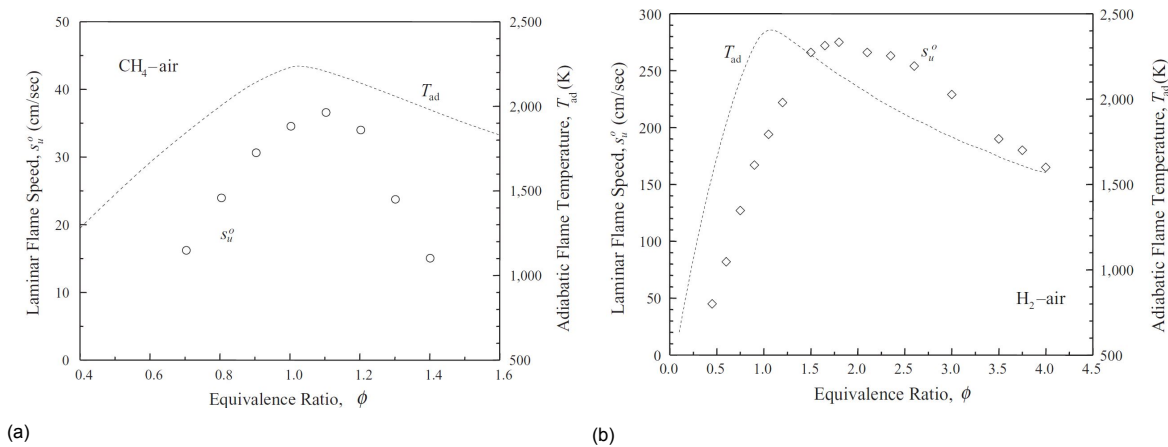 50
40
30
20
10
0
Laminar Flame Speed, s_u^o (cm/sec)
CH4–air
T_ad
s_u^o
2,500
2,000
1,500
1,000
500
Adiabatic Flame Temperature, T_ad (K)
0.4 0.6 0.8 1.0 1.2 1.4 1.6
Equivalence Ratio, ϕ
(a)
300
250
200
150
100
50
0
Laminar Flame Speed, s_u^o (cm/sec)
T_ad
s_u^o
H2–air
2,500
2,000
1,500
1,000
500
Adiabatic Flame Temperature, T_ad (K)
0.0 0.5 1.0 1.5 2.0 2.5 3.0 3.5 4.0 4.5
Equivalence Ratio, ϕ
(b)